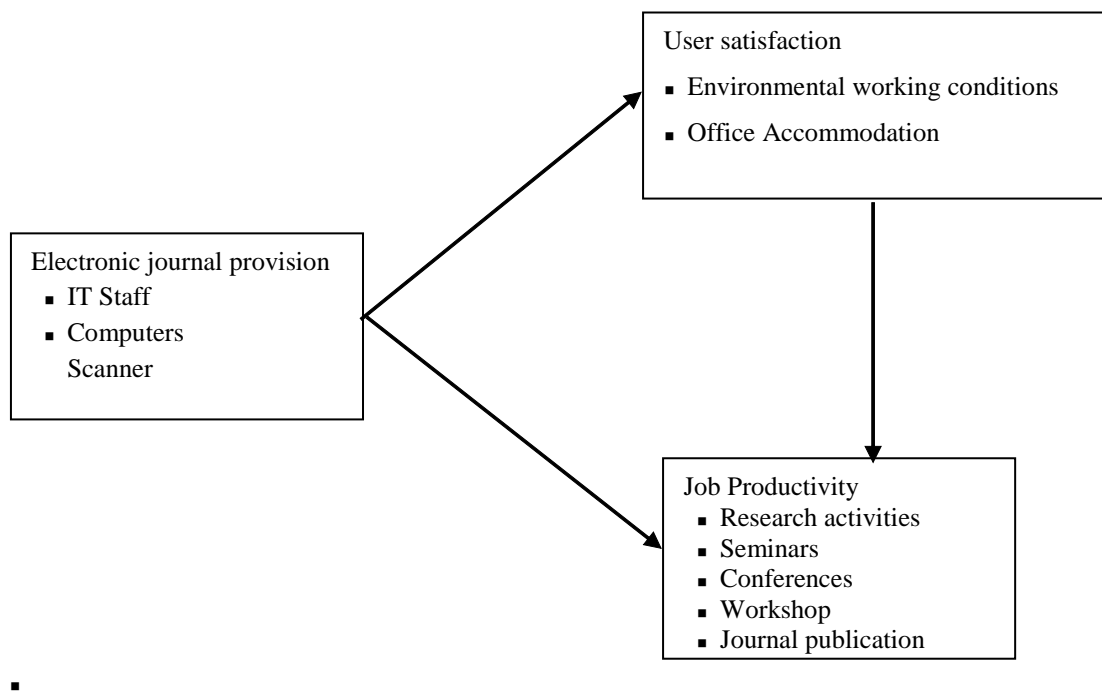 User satisfaction
▪ Environmental working conditions
▪ Office Accommodation
Electronic journal provision
▪ IT Staff
▪ Computers
Scanner
Job Productivity
▪ Research activities
▪ Seminars
▪ Conferences
▪ Workshop
▪ Journal publication
▪